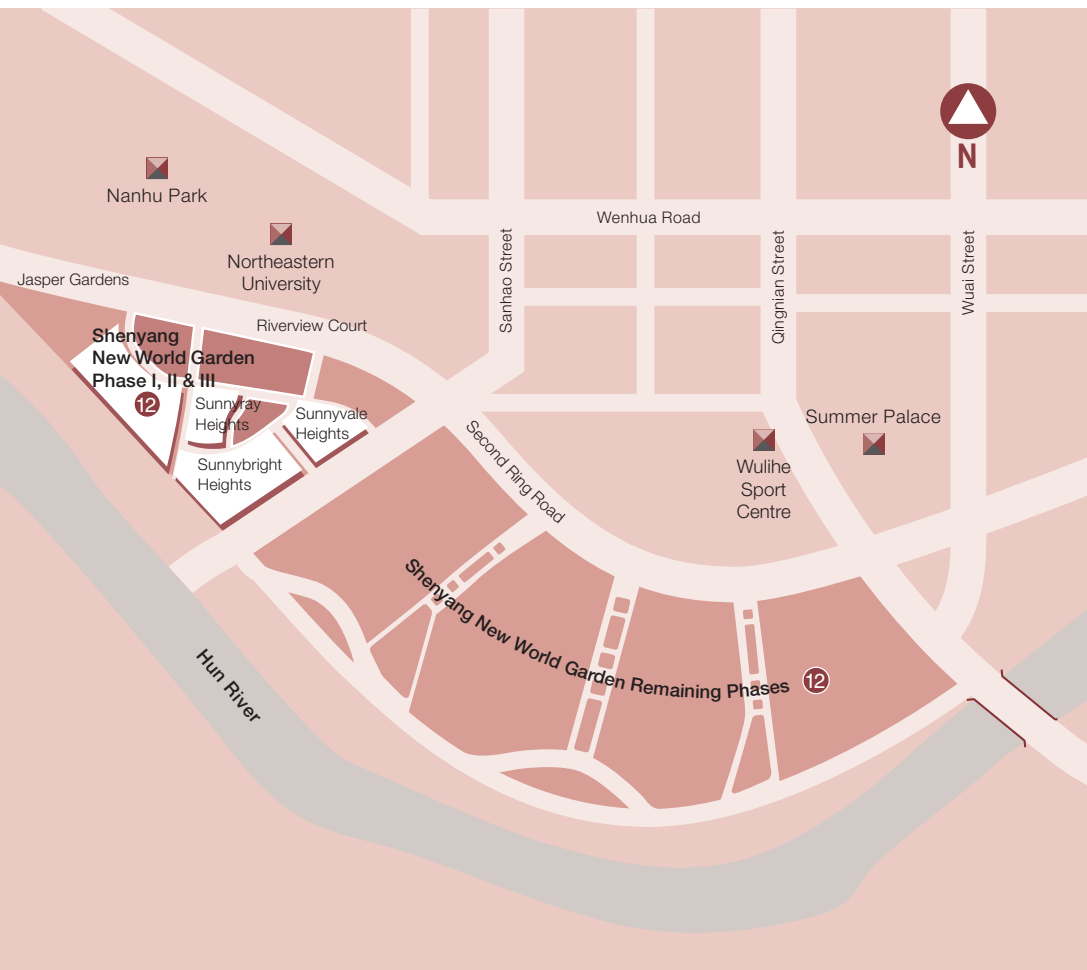 N
Nanhu Park
Wenhua Road
Northeastern
University
Sanhao Street
Qingnian Street
Wuai Street
Jasper Gardens
Riverview Court
Shenyang
New World Garden
Phase I, II & III
12
Sunnyray
Heights
Sunnyvale
Heights
Sunnybright
Heights
Summer Palace
Wulihe
Sport
Centre
Second Ring Road
Shenyang New World Garden Remaining Phases
12
Hun River